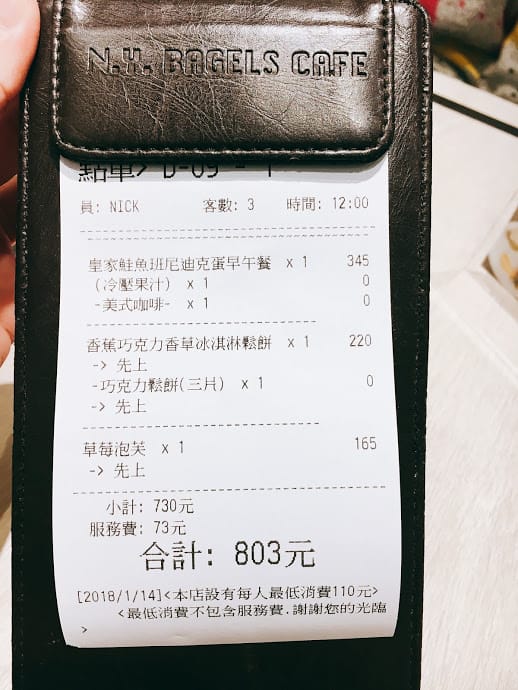 N.Y. BAGELS CAFE
點單> D-09 - 1
員: NICK 客數: 3 時間: 12:00
皇家鮭魚班尼迪克蛋早午餐 x 1 345
(冷壓果汁) x 1 0
-美式咖啡- x 1 0
香蕉巧克力香草冰淇淋鬆餅 x 1 220
-> 先上
-巧克力鬆餅(三片) x 1 0
-> 先上
草莓泡芙 x 1 165
-> 先上
小計: 730元
服務費: 73元
合計: 803元
[2018/1/14]<本店設有每人最低消費110元>
<最低消費不包含服務費.謝謝您的光臨
>